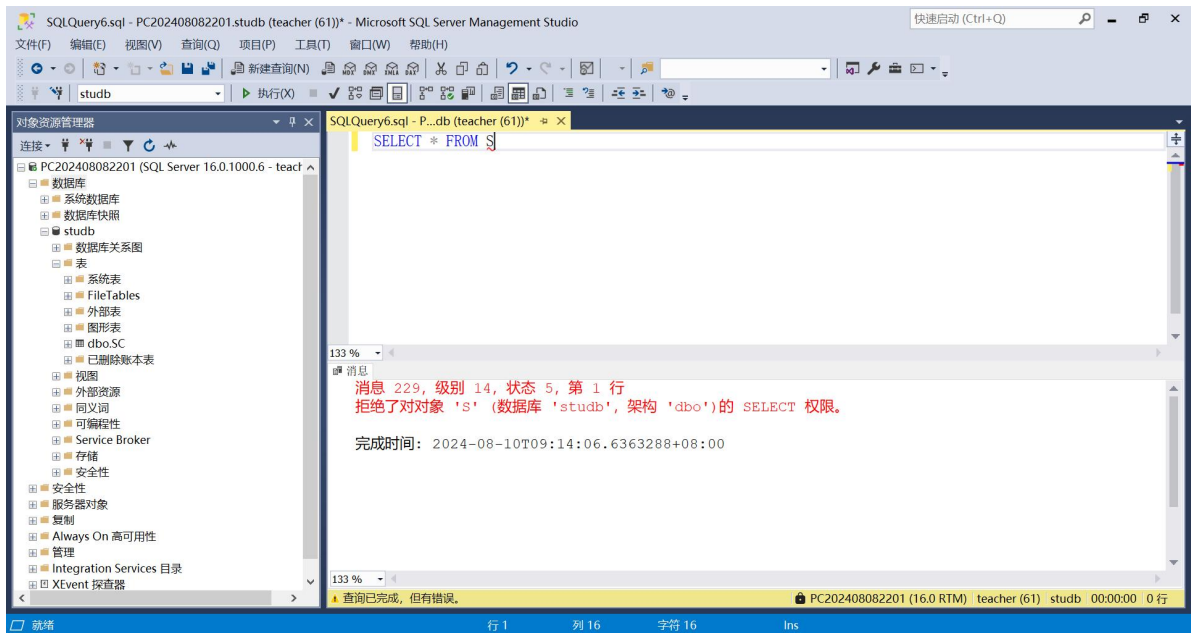 SQLQuery6.sql - PC202408082201.studb (teacher (61))* - Microsoft SQL Server Management Studio
快速启动 (Ctrl+Q)
文件(F) 编辑(E) 视图(V) 查询(Q) 项目(P) 工具(T) 窗口(W) 帮助(H)
新建查询(N) MDX DMX XMLA DAX
studb 执行(X)
对象资源管理器
连接
PC202408082201 (SQL Server 16.0.1000.6 - teach
数据库
系统数据库
数据库快照
studb
数据库关系图
表
系统表
FileTables
外部表
图形表
dbo.SC
已删除账本表
视图
外部资源
同义词
可编程性
Service Broker
存储
安全性
安全性
服务器对象
复制
Always On 高可用性
管理
Integration Services 目录
XEvent 探查器
SQLQuery6.sql - P...db (teacher (61))*
SELECT * FROM S
133 %
消息
消息 229, 级别 14, 状态 5, 第 1 行
拒绝了对对象 'S' (数据库 'studb', 架构 'dbo')的 SELECT 权限。
完成时间: 2024-08-10T09:14:06.6363288+08:00
133 %
查询已完成, 但有错误。 PC202408082201 (16.0 RTM) teacher (61) studb 00:00:00 0 行
就绪 行 1 列 16 字符 16 Ins